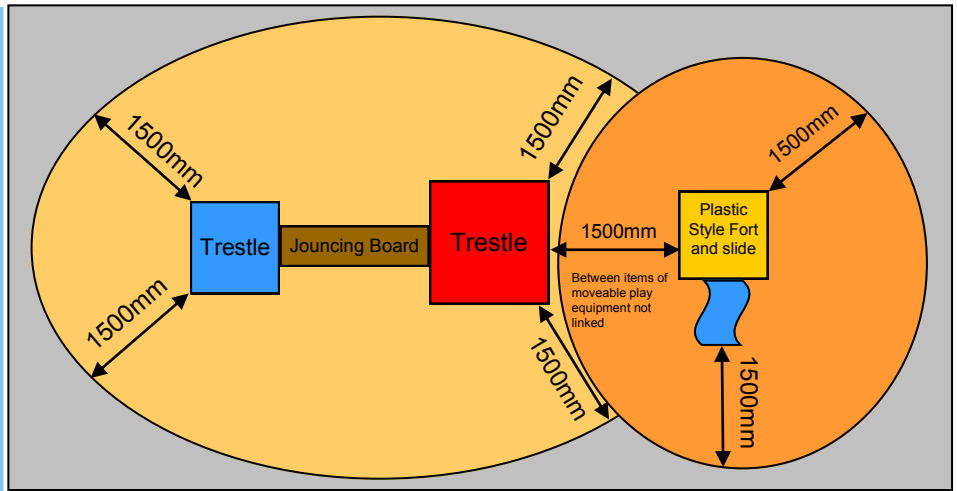 1500mm
1500mm
1500mm
Trestle
Jouncing Board
Trestle
1500mm
Plastic
Style Fort
and slide
Between items of
moveable play
equipment not
linked
1500mm
1500mm
1500mm